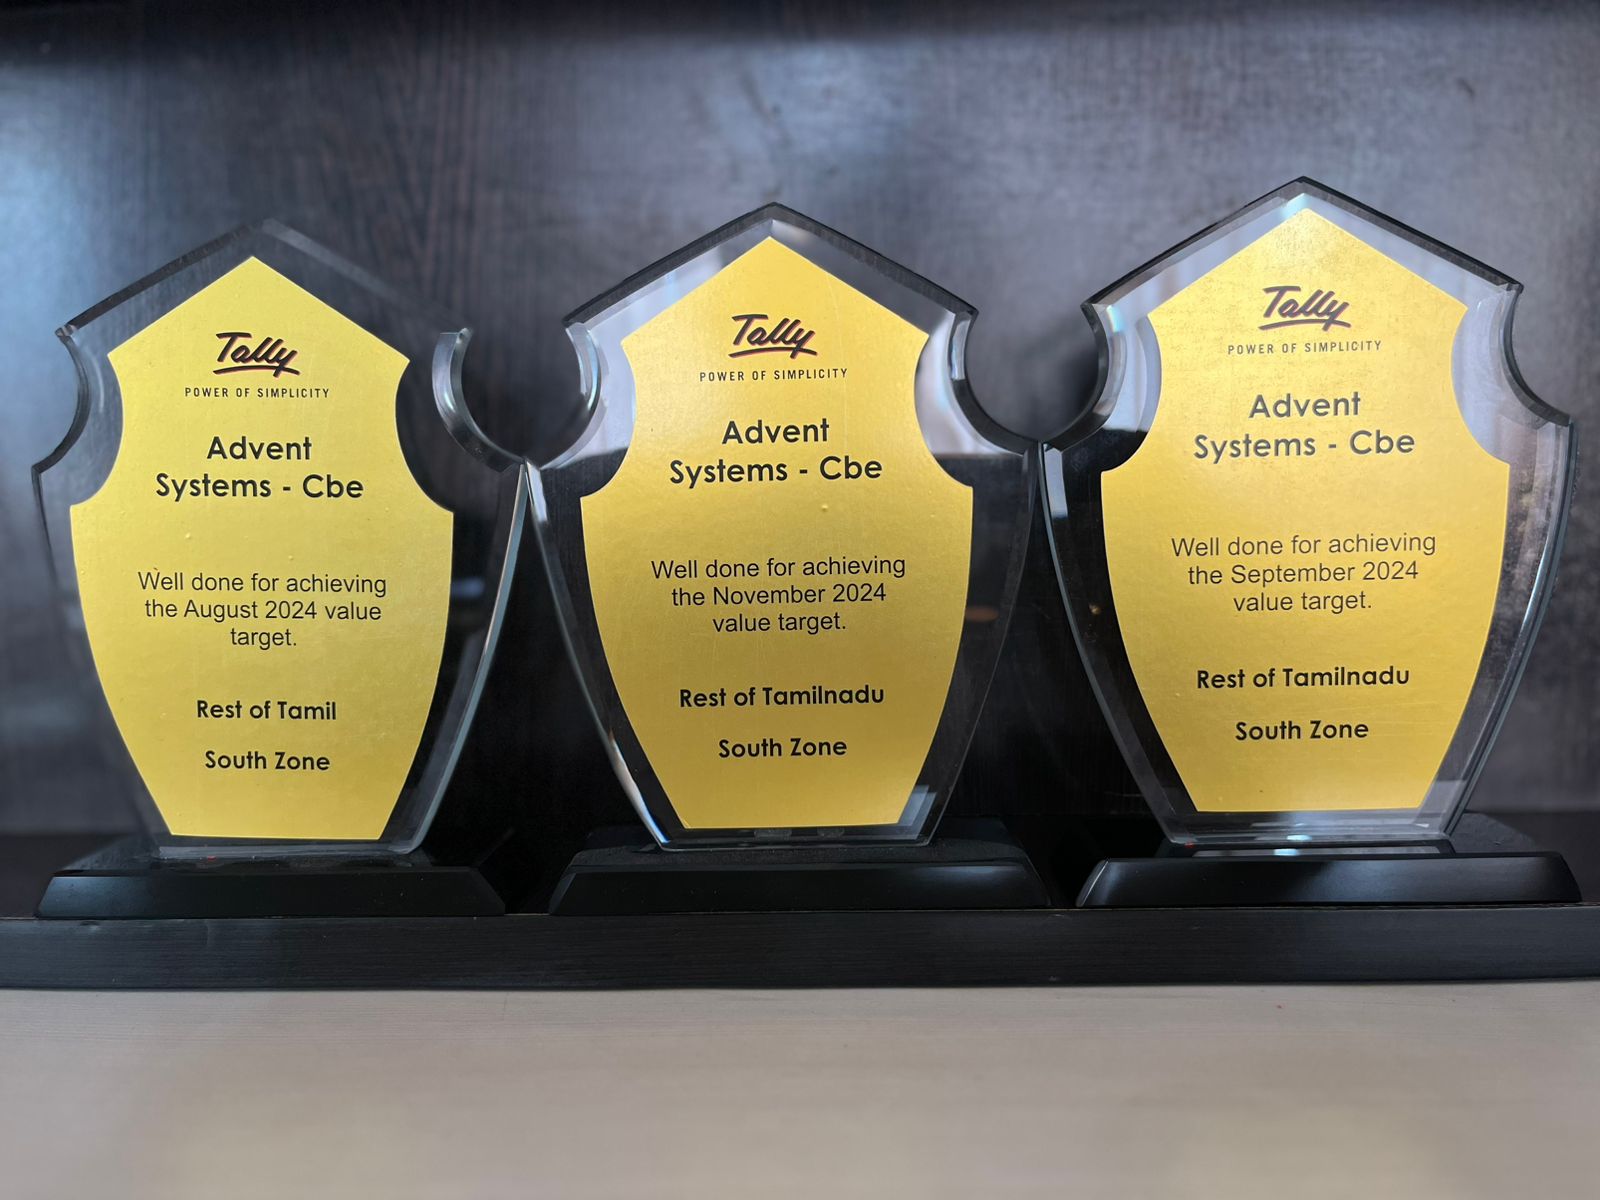 Tally
POWER OF SIMPLICITY
Advent
Systems - Cbe
Well done for achieving
the August 2024 value
target.
Rest of Tamil
South Zone
Tally
POWER OF SIMPLICITY
Advent
Systems - Cbe
Well done for achieving
the November 2024
value target.
Rest of Tamilnadu
South Zone
Tally
POWER OF SIMPLICITY
Advent
Systems - Cbe
Well done for achieving
the September 2024
value target.
Rest of Tamilnadu
South Zone